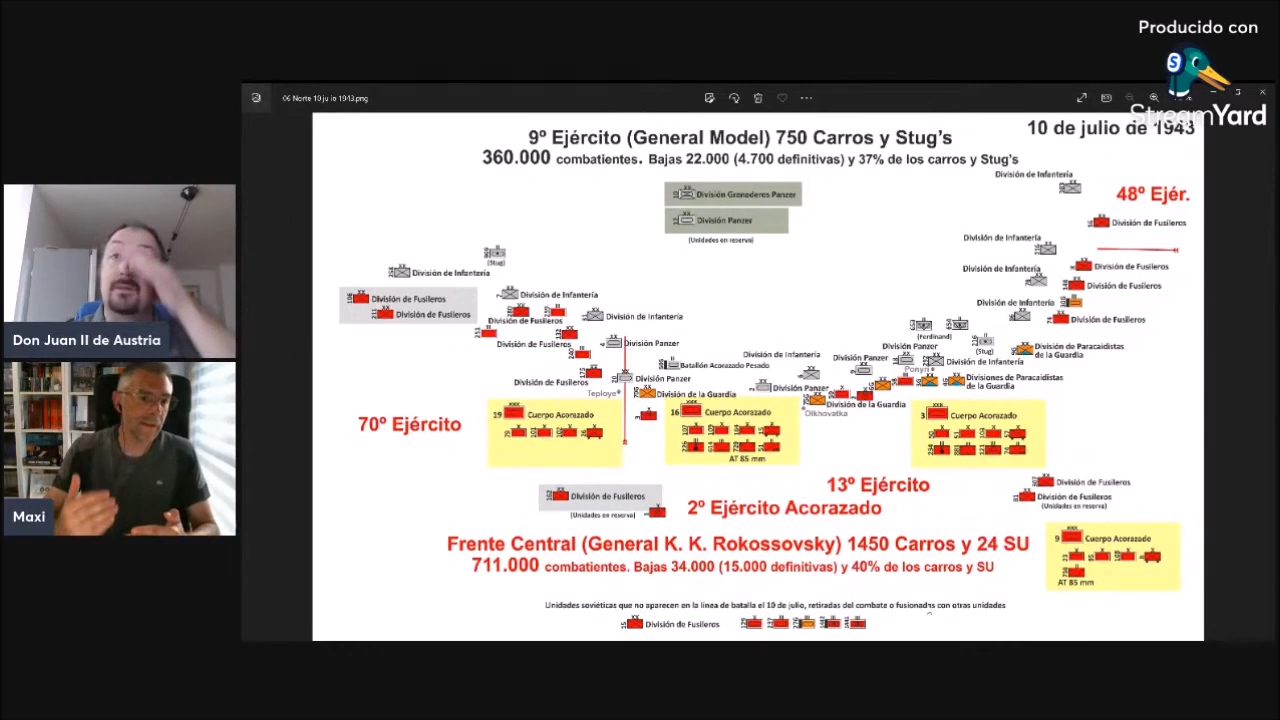 Producido con
StreamYard
06 Norte 10 julio 1943.png
10 de julio de 1943
9º Ejército (General Model) 750 Carros y Stug's
360.000 combatientes. Bajas 22.000 (4.700 definitivas) y 37% de los carros y Stug's
División de Infantería
48º Ejér.
División Granaderos Panzer
División Panzer
(Unidades en reserva)
División de Fusileros
División de Infantería
(Stug)
División de Infantería
División de Fusileros
División de Infantería
División de Fusileros
División de Fusileros
División de Fusileros
División de Infantería
División de Infantería
División de Fusileros
División de Infantería
División de Fusileros
División de Fusileros
(Ferdinand)
(Stug)
División Panzer
División Panzer
División de Paracaidistas
de la Guardia
División de Infantería
División Panzer
División de Infantería
Batallón Acorazado Pesado
Ponyri
División de Fusileros
División Panzer
División Panzer
Divisiones de Paracaidistas
de la Guardia
Teploye
División de la Guardia
División de la Guardia
Olkhovatka
70º Ejército
19 Cuerpo Acorazado
16 Cuerpo Acorazado
AT 85 mm
3 Cuerpo Acorazado
13º Ejército
2º Ejército Acorazado
División de Fusileros
(Unidades en reserva)
División de Fusileros
División de Fusileros
(Unidades en reserva)
Frente Central (General K. K. Rokossovsky) 1450 Carros y 24 SU
711.000 combatientes. Bajas 34.000 (15.000 definitivas) y 40% de los carros y SU
9 Cuerpo Acorazado
AT 85 mm
Unidades soviéticas que no aparecen en la línea de batalla el 10 de julio, retiradas del combate o fusionadas con otras unidades
División de Fusileros
Don Juan II de Austria
Maxi